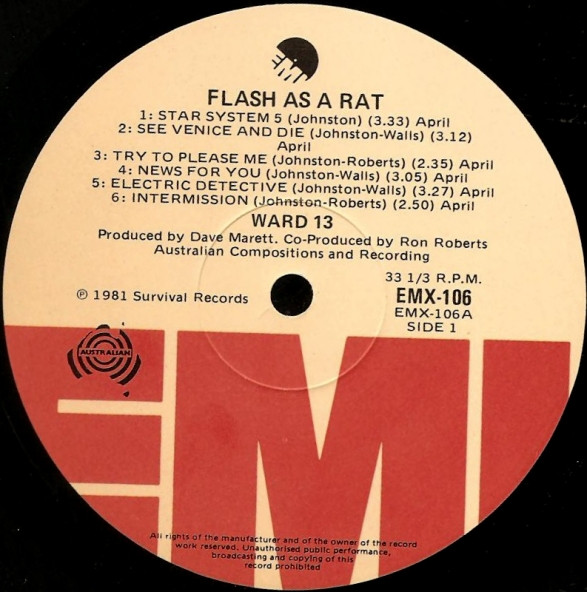 EMI
FLASH AS A RAT
1: STAR SYSTEM 5 (Johnston) (3.33) April
2: SEE VENICE AND DIE (Johnston-Walls) (3.12)
April
3: TRY TO PLEASE ME (Johnston-Roberts) (2.35) April
4: NEWS FOR YOU (Johnston-Walls) (3.05) April
5: ELECTRIC DETECTIVE (Johnston-Walls) (3.27) April
6: INTERMISSION (Johnston-Roberts) (2.50) April
WARD 13
Produced by Dave Marett. Co-Produced by Ron Roberts
Australian Compositions and Recording
33 1/3 R.P.M.
℗ 1981 Survival Records
EMX-106
EMX-106A
SIDE 1
AUSTRALIAN
EMI
All rights of the manufacturer and of the owner of the record
work reserved. Unauthorised public performance,
broadcasting and copying of this
record prohibited